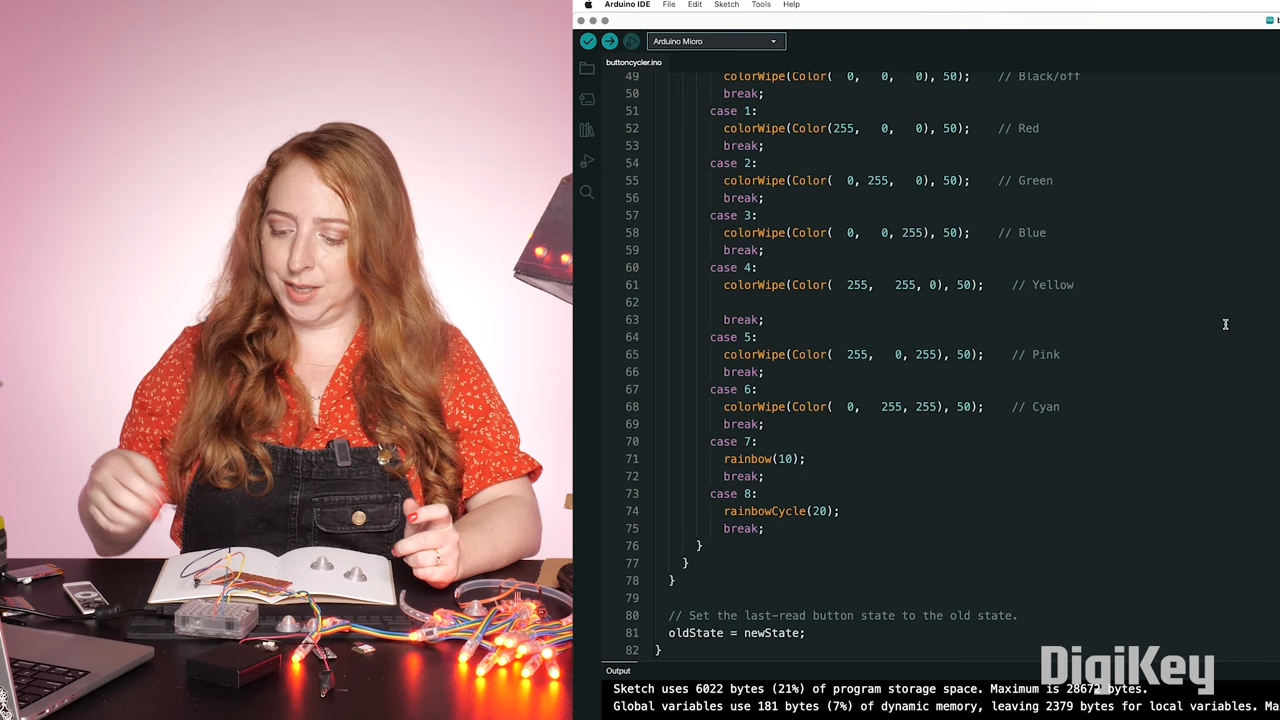 Arduino IDE File Edit Sketch Tools Help
Arduino Micro
buttoncycler.ino
49 colorWipe(Color( 0, 0, 0), 50); // Black/off
50 break;
51 case 1:
52 colorWipe(Color(255, 0, 0), 50); // Red
53 break;
54 case 2:
55 colorWipe(Color( 0, 255, 0), 50); // Green
56 break;
57 case 3:
58 colorWipe(Color( 0, 0, 255), 50); // Blue
59 break;
60 case 4:
61 colorWipe(Color( 255, 255, 0), 50); // Yellow
62
63 break;
64 case 5:
65 colorWipe(Color( 255, 0, 255), 50); // Pink
66 break;
67 case 6:
68 colorWipe(Color( 0, 255, 255), 50); // Cyan
69 break;
70 case 7:
71 rainbow(10);
72 break;
73 case 8:
74 rainbowCycle(20);
75 break;
76 }
77 }
78 }
79
80 // Set the last-read button state to the old state.
81 oldState = newState;
82 }
DigiKey
Output
Sketch uses 6022 bytes (21%) of program storage space. Maximum is 28672 bytes.
Global variables use 181 bytes (7%) of dynamic memory, leaving 2379 bytes for local variables. Ma